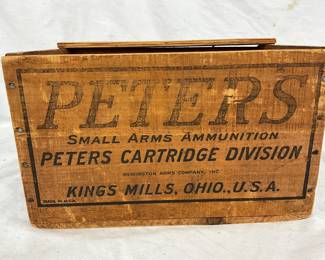 PETERS
SMALL ARMS AMMUNITION
PETERS CARTRIDGE DIVISION
REMINGTON ARMS COMPANY, INC.
KINGS MILLS, OHIO., U.S.A.
MADE IN U.S.A.